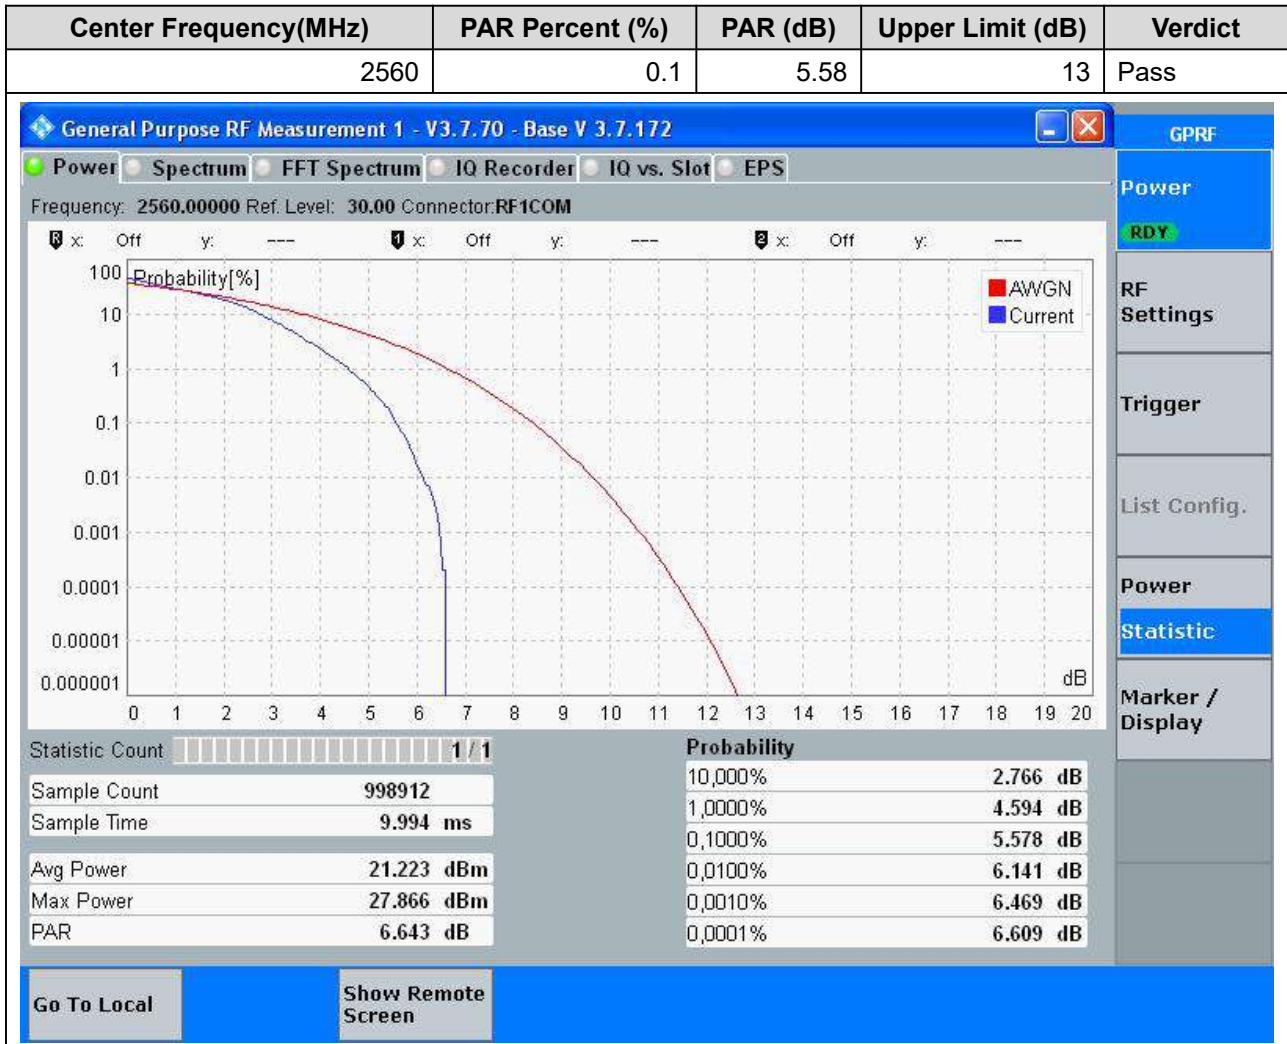 Center Frequency(MHz) PAR Percent (%) PAR (dB) Upper Limit (dB) Verdict
2560 0.1 5.58 13 Pass
General Purpose RF Measurement 1 - V3.7.70 - Base V 3.7.172
GPRF
Power Spectrum FFT Spectrum IQ Recorder IQ vs. Slot EPS
Power
RDY
Frequency: 2560.00000 Ref. Level: 30.00 Connector:RF1COM
R x: Off y: --- 1 x: Off y: --- 2 x: Off y: ---
Probability[%]
AWGN
Current
100
10
1
0.1
0.01
0.001
0.0001
0.00001
0.000001
dB
0 1 2 3 4 5 6 7 8 9 10 11 12 13 14 15 16 17 18 19 20
RF
Settings
Trigger
List Config.
Power
Statistic
Marker /
Display
Statistic Count 1 / 1
Sample Count 998912
Sample Time 9.994 ms
Avg Power 21.223 dBm
Max Power 27.866 dBm
PAR 6.643 dB
Probability
10,000% 2.766 dB
1,0000% 4.594 dB
0,1000% 5.578 dB
0,0100% 6.141 dB
0,0010% 6.469 dB
0,0001% 6.609 dB
Go To Local
Show Remote
Screen